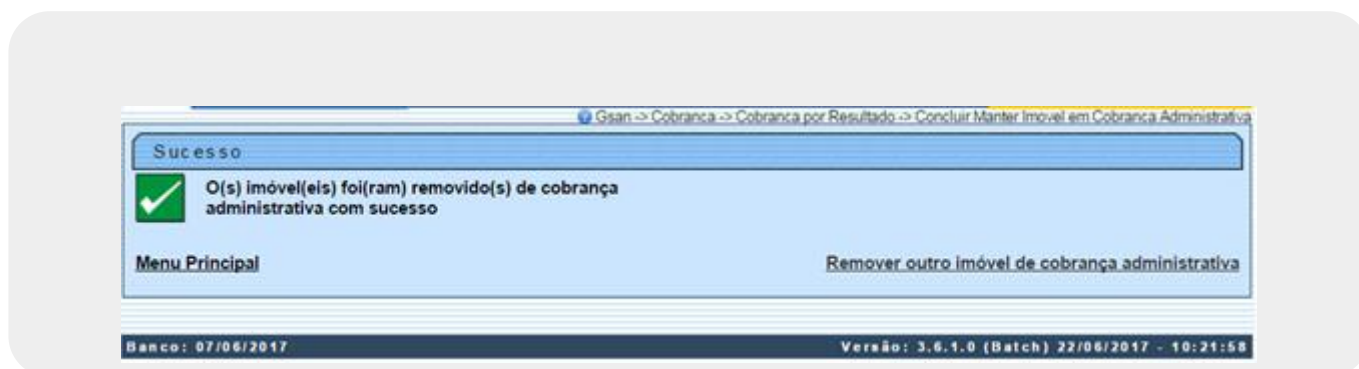 Gsan -> Cobranca -> Cobranca por Resultado -> Concluir Manter Imovel em Cobranca Administrativa
Sucesso
O(s) imóvel(eis) foi(ram) removido(s) de cobrança
administrativa com sucesso
Menu Principal
Remover outro imóvel de cobrança administrativa
Banco: 07/06/2017
Versão: 3.6.1.0 (Batch) 22/06/2017 - 10:21:58